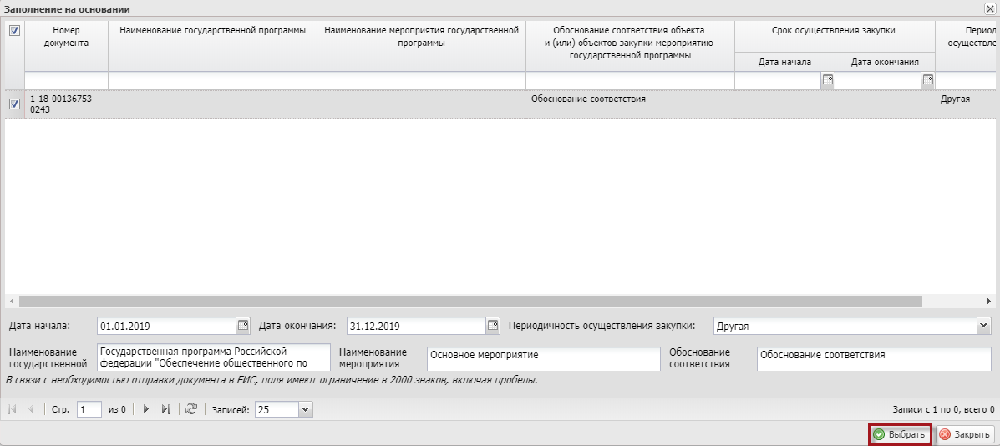 Заполнение на основании
Номер
документа
Наименование государственной программы
Наименование мероприятия государственной
программы
Обоснование соответствия объекта
и (или) объектов закупки мероприятию
государственной программы
Срок осуществления закупки
Дата начала
Дата окончания
Период
осуществле
1-18-00136753-
0243
Обоснование соответствия
Другая
Дата начала: 01.01.2019 Дата окончания: 31.12.2019 Периодичность осуществления закупки: Другая
Наименование
государственной
Государственная программа Российской
федерации "Обеспечение общественного по
Наименование
мероприятия
Основное мероприятие
Обоснование
соответствия
Обоснование соответствия
В связи с необходимостью отправки документа в ЕИС, поля имеют ограничение в 2000 знаков, включая пробелы.
Стр. 1 из 0 Записей: 25 Записи с 1 по 0, всего 0
Выбрать Закрыть